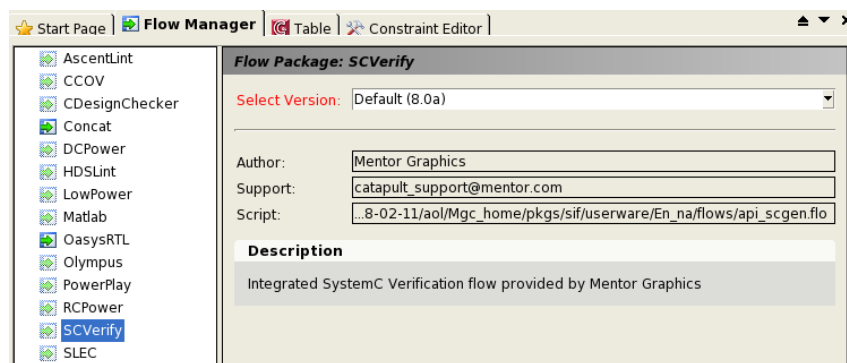 Start Page
Flow Manager
Table
Constraint Editor
AscentLint
CCOV
CDesignChecker
Concat
DCPower
HDSLint
LowPower
Matlab
OasysRTL
Olympus
PowerPlay
RCPower
SCVerify
SLEC
Flow Package: SCVerify
Select Version: Default (8.0a)
Author: Mentor Graphics
Support: catapult_support@mentor.com
Script: ...8-02-11/aol/Mgc_home/pkgs/sif/userware/En_na/flows/api_scgen.flo
Description
Integrated SystemC Verification flow provided by Mentor Graphics